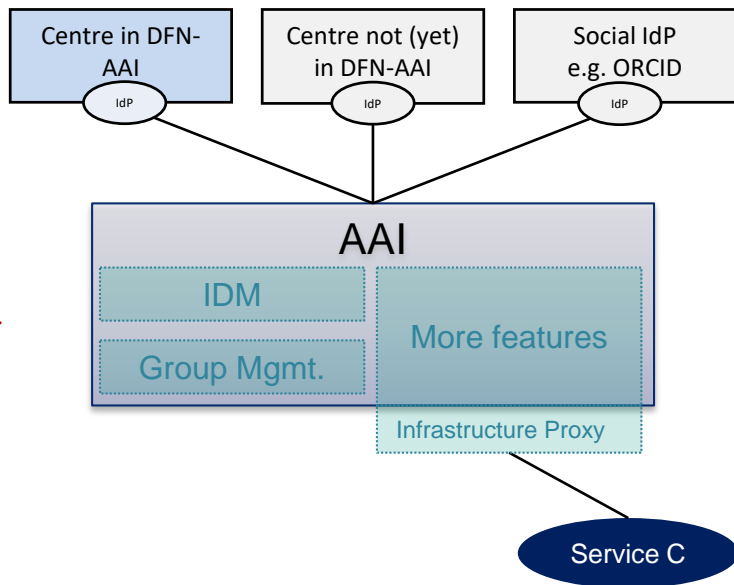 Centre in DFN-
AAI
IdP
Centre not (yet)
in DFN-AAI
IdP
Social IdP
e.g. ORCID
IdP
AAI
IDM
Group Mgmt.
More features
Infrastructure Proxy
Service C